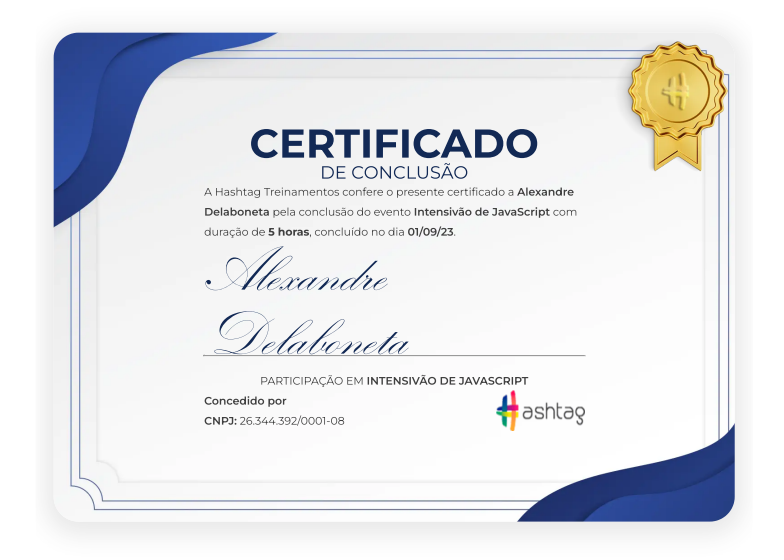 CERTIFICADO
DE CONCLUSÃO
A Hashtag Treinamentos confere o presente certificado a Alexandre
Delaboneta pela conclusão do evento Intensivão de JavaScript com
duração de 5 horas, concluído no dia 01/09/23.
Alexandre
Delaboneta
PARTICIPAÇÃO EM INTENSIVÃO DE JAVASCRIPT
Concedido por
CNPJ: 26.344.392/0001-08
#ashtag